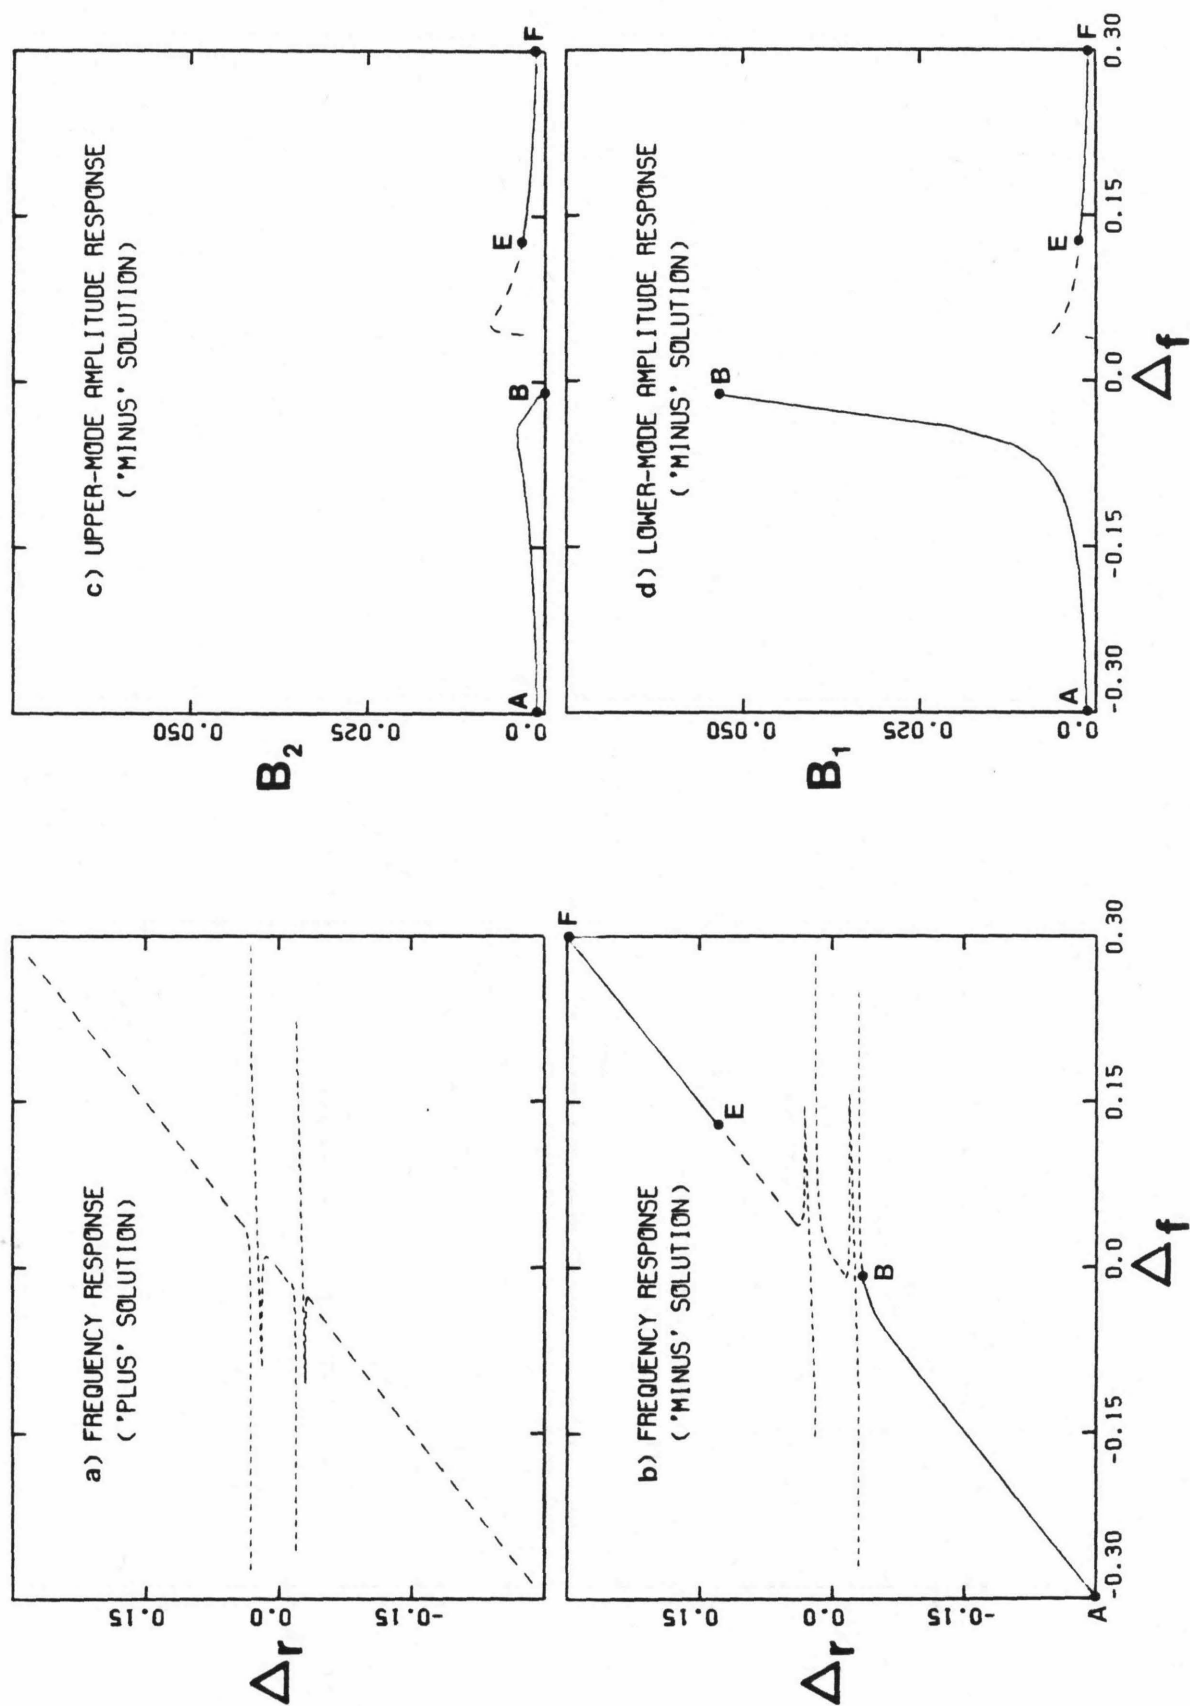 a) FREQUENCY RESPONSE
('PLUS' SOLUTION)
Δr
0.15
0.0
-0.15
b) FREQUENCY RESPONSE
('MINUS' SOLUTION)
Δr
0.15
0.0
-0.15
A
B
E
F
-0.30
-0.15
0.0
0.15
0.30
Δf
c) UPPER-MODE AMPLITUDE RESPONSE
('MINUS' SOLUTION)
B2
0.050
0.025
0.0
A
B
E
F
d) LOWER-MODE AMPLITUDE RESPONSE
('MINUS' SOLUTION)
B1
0.050
0.025
0.0
A
B
E
F
-0.30
-0.15
0.0
0.15
0.30
Δf